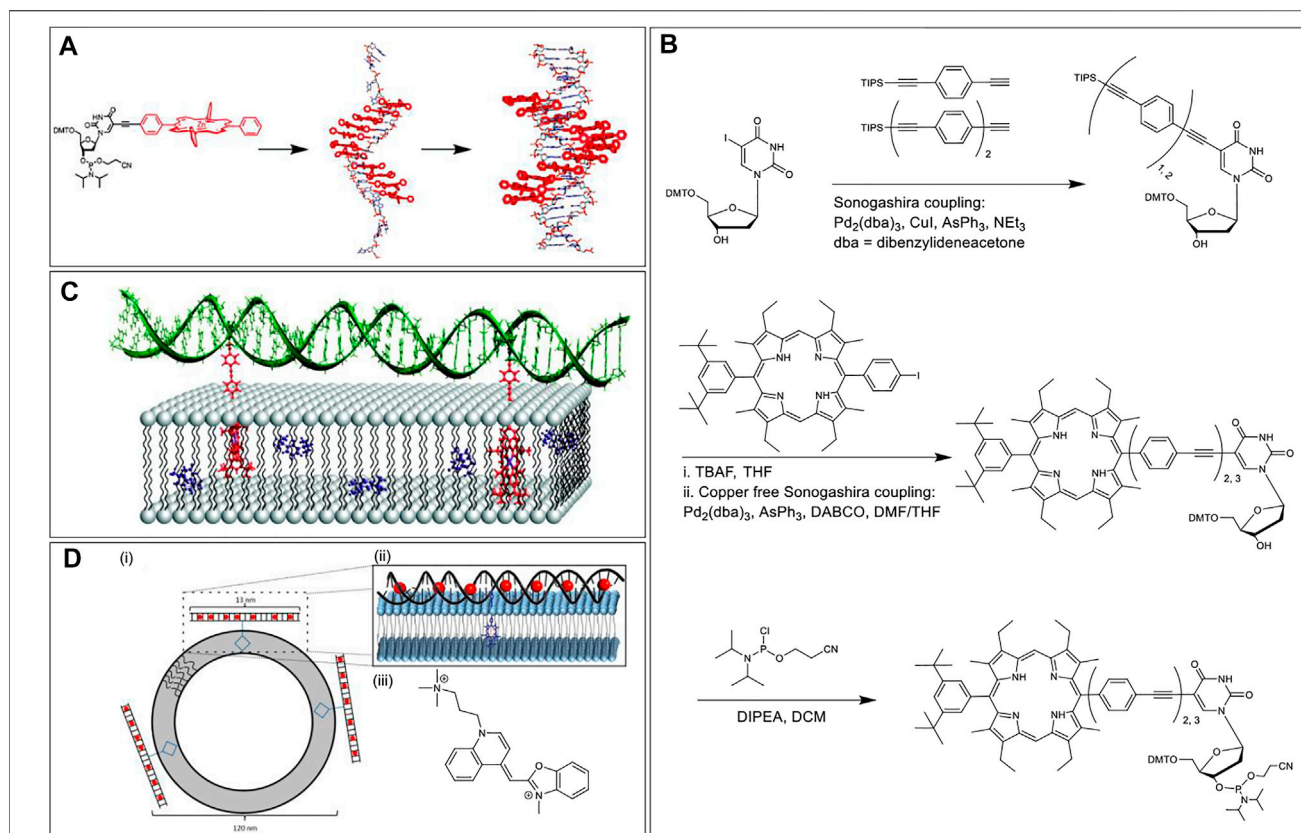 A
HN
O
O
N
DMTO
O
O
P
O
CN
N
Zn
B
TIPS
TIPS
2
I
O
NH
N
O
DMTO
O
OH
Sonogashira coupling:
Pd2(dba)3, CuI, AsPh3, NEt3
dba = dibenzylideneacetone
TIPS
1,2
O
NH
N
O
DMTO
O
OH
C
NH
N
N
HN
I
i. TBAF, THF
ii. Copper free Sonogashira coupling:
Pd2(dba)3, AsPh3, DABCO, DMF/THF
NH
N
N
HN
2, 3
O
NH
N
O
DMTO
O
OH
D
(i)
13 nm
120 nm
(ii)
(iii)
N
N
O
N
Cl
N
P
O
CN
DIPEA, DCM
NH
N
N
HN
2, 3
O
NH
N
O
DMTO
O
O
P
O
CN
N